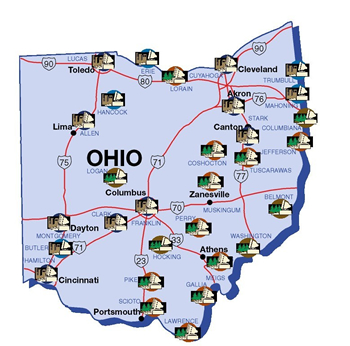 90
LUCAS
Toledo
ERIE
80
LORAIN
CUYAHOGA
Cleveland
90
TRUMBULL
HANCOCK
Akron
76
MAHONING
STARK
Lima
ALLEN
Canton
COLUMBIANA
75
OHIO
71
JEFFERSON
LOGAN
COSHOCTON
77
TUSCARAWAS
Columbus
Zanesville
BELMONT
70
MUSKINGUM
CLARK
FRANKLIN
PERRY
Dayton
MONTGOMERY
33
WASHINGTON
BUTLER
71
HOCKING
Athens
HAMILTON
23
MEIGS
Cincinnati
PIKE
GALLIA
SCIOTO
Portsmouth
LAWRENCE